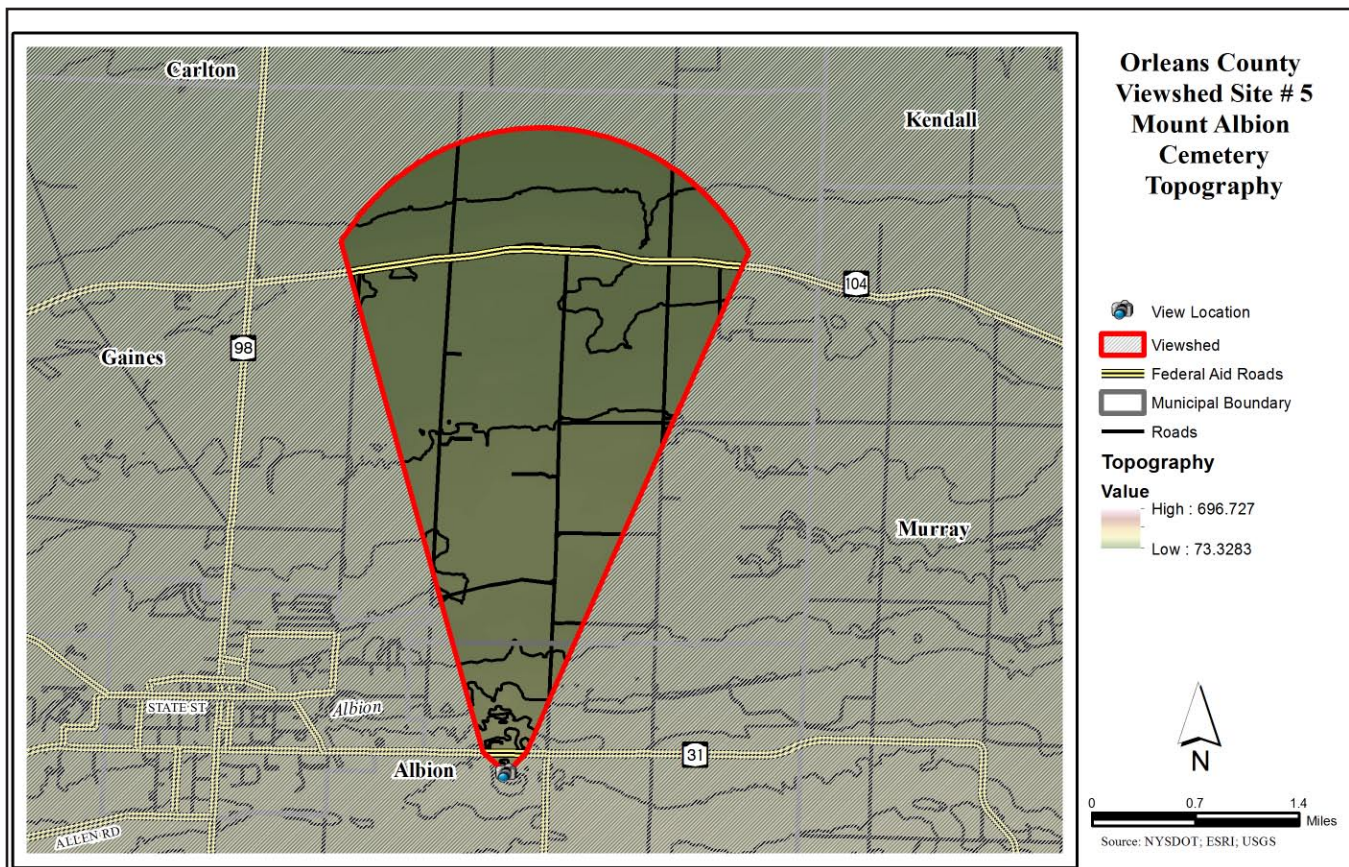 Carlton
Kendall
104
98
Gaines
Murray
STATE ST
Albion
31
Albion
ALLEN RD
Orleans County
Viewshed Site # 5
Mount Albion
Cemetery
Topography
View Location
Viewshed
Federal Aid Roads
Municipal Boundary
Roads
Topography
Value
High : 696.727
Low : 73.3283
N
0 0.7 1.4
Miles
Source: NYSDOT; ESRI; USGS